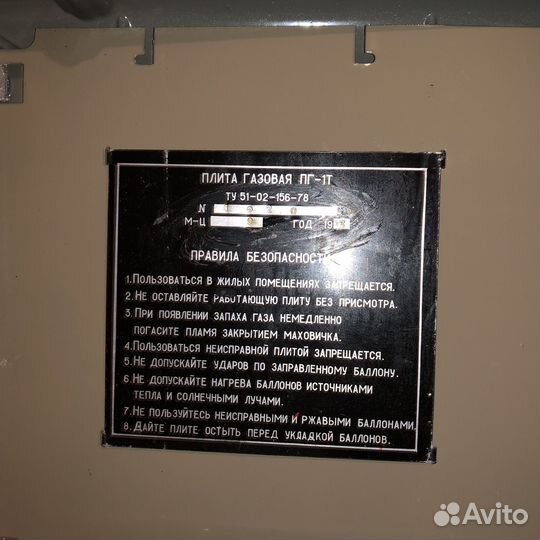 ПЛИТА ГАЗОВАЯ ПГ-1Т
ТУ 51-02-156-78
N
М-Ц ГОД 19
ПРАВИЛА БЕЗОПАСНОСТИ
1.ПОЛЬЗОВАТЬСЯ В ЖИЛЫХ ПОМЕЩЕНИЯХ ЗАПРЕЩАЕТСЯ.
2.НЕ ОСТАВЛЯЙТЕ РАБОТАЮЩУЮ ПЛИТУ БЕЗ ПРИСМОТРА.
3.ПРИ ПОЯВЛЕНИИ ЗАПАХА ГАЗА НЕМЕДЛЕННО
ПОГАСИТЕ ПЛАМЯ ЗАКРЫТИЕМ МАХОВИЧКА.
4.ПОЛЬЗОВАТЬСЯ НЕИСПРАВНОЙ ПЛИТОЙ ЗАПРЕЩАЕТСЯ.
5.НЕ ДОПУСКАЙТЕ УДАРОВ ПО ЗАПРАВЛЕННОМУ БАЛЛОНУ.
6.НЕ ДОПУСКАЙТЕ НАГРЕВА БАЛЛОНОВ ИСТОЧНИКАМИ
ТЕПЛА И СОЛНЕЧНЫМИ ЛУЧАМИ.
7.НЕ ПОЛЬЗУЙТЕСЬ НЕИСПРАВНЫМИ И РЖАВЫМИ БАЛЛОНАМИ.
8.ДАЙТЕ ПЛИТЕ ОСТЫТЬ ПЕРЕД УКЛАДКОЙ БАЛЛОНОВ.
Avito